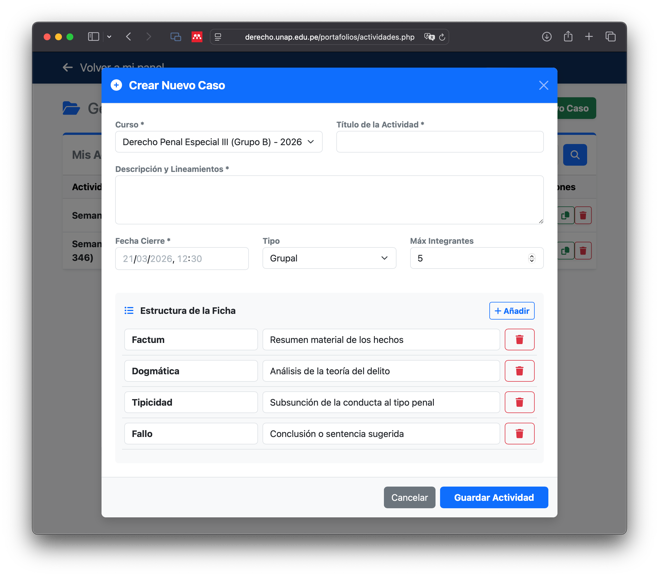 derecho.unap.edu.pe/portafolios/actividades.php
Volver a mi panel
Crear Nuevo Caso
vo Caso
Curso *
Título de la Actividad *
Derecho Penal Especial III (Grupo B) - 2026
Mis A
Descripción y Lineamientos *
Activid
ones
Seman
Seman
346)
Fecha Cierre *
Tipo
Máx Integrantes
21/03/2026, 12:30
Grupal
5
Estructura de la Ficha
+ Añadir
Factum
Resumen material de los hechos
Dogmática
Análisis de la teoría del delito
Tipicidad
Subsunción de la conducta al tipo penal
Fallo
Conclusión o sentencia sugerida
Cancelar
Guardar Actividad